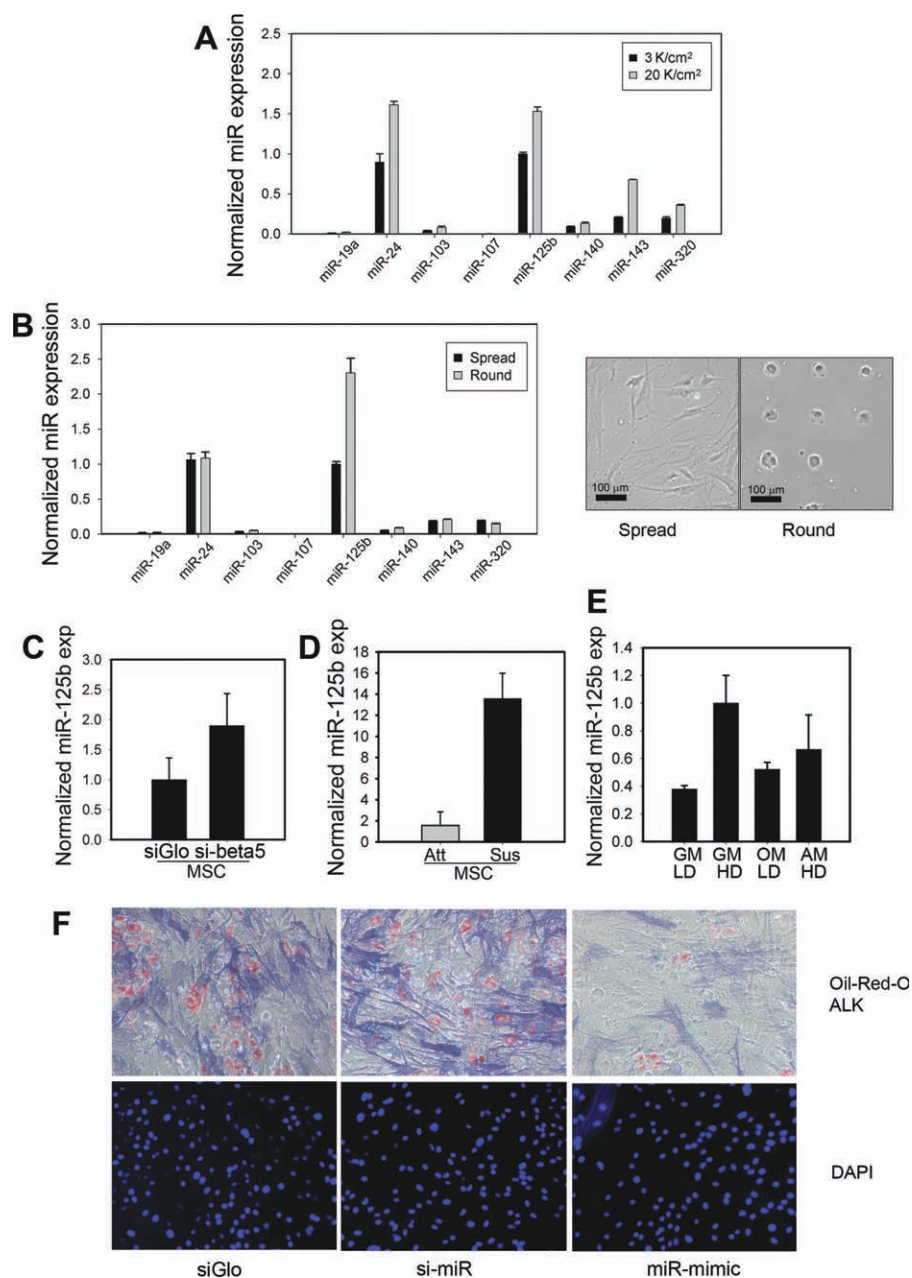 A
Normalized miR expression
2.5
2.0
1.5
1.0
0.5
0.0
3 K/cm²
20 K/cm²
miR-19a
miR-24
miR-103
miR-107
miR-125b
miR-140
miR-143
miR-320
B
Normalized miR expression
3.0
2.5
2.0
1.5
1.0
0.5
0.0
Spread
Round
miR-19a
miR-24
miR-103
miR-107
miR-125b
miR-140
miR-143
miR-320
100 μm
100 μm
Spread
Round
C
Normalized miR-125b exp
3.0
2.5
2.0
1.5
1.0
0.5
0.0
siGlo si-beta5
MSC
D
Normalized miR-125b exp
18
16
14
12
10
8
6
4
2
0
Att
Sus
MSC
E
Normalized miR-125b exp
1.4
1.2
1.0
0.8
0.6
0.4
0.2
0.0
GM GM OM AM
LD HD LD HD
F
Oil-Red-O
ALK
DAPI
siGlo
si-miR
miR-mimic